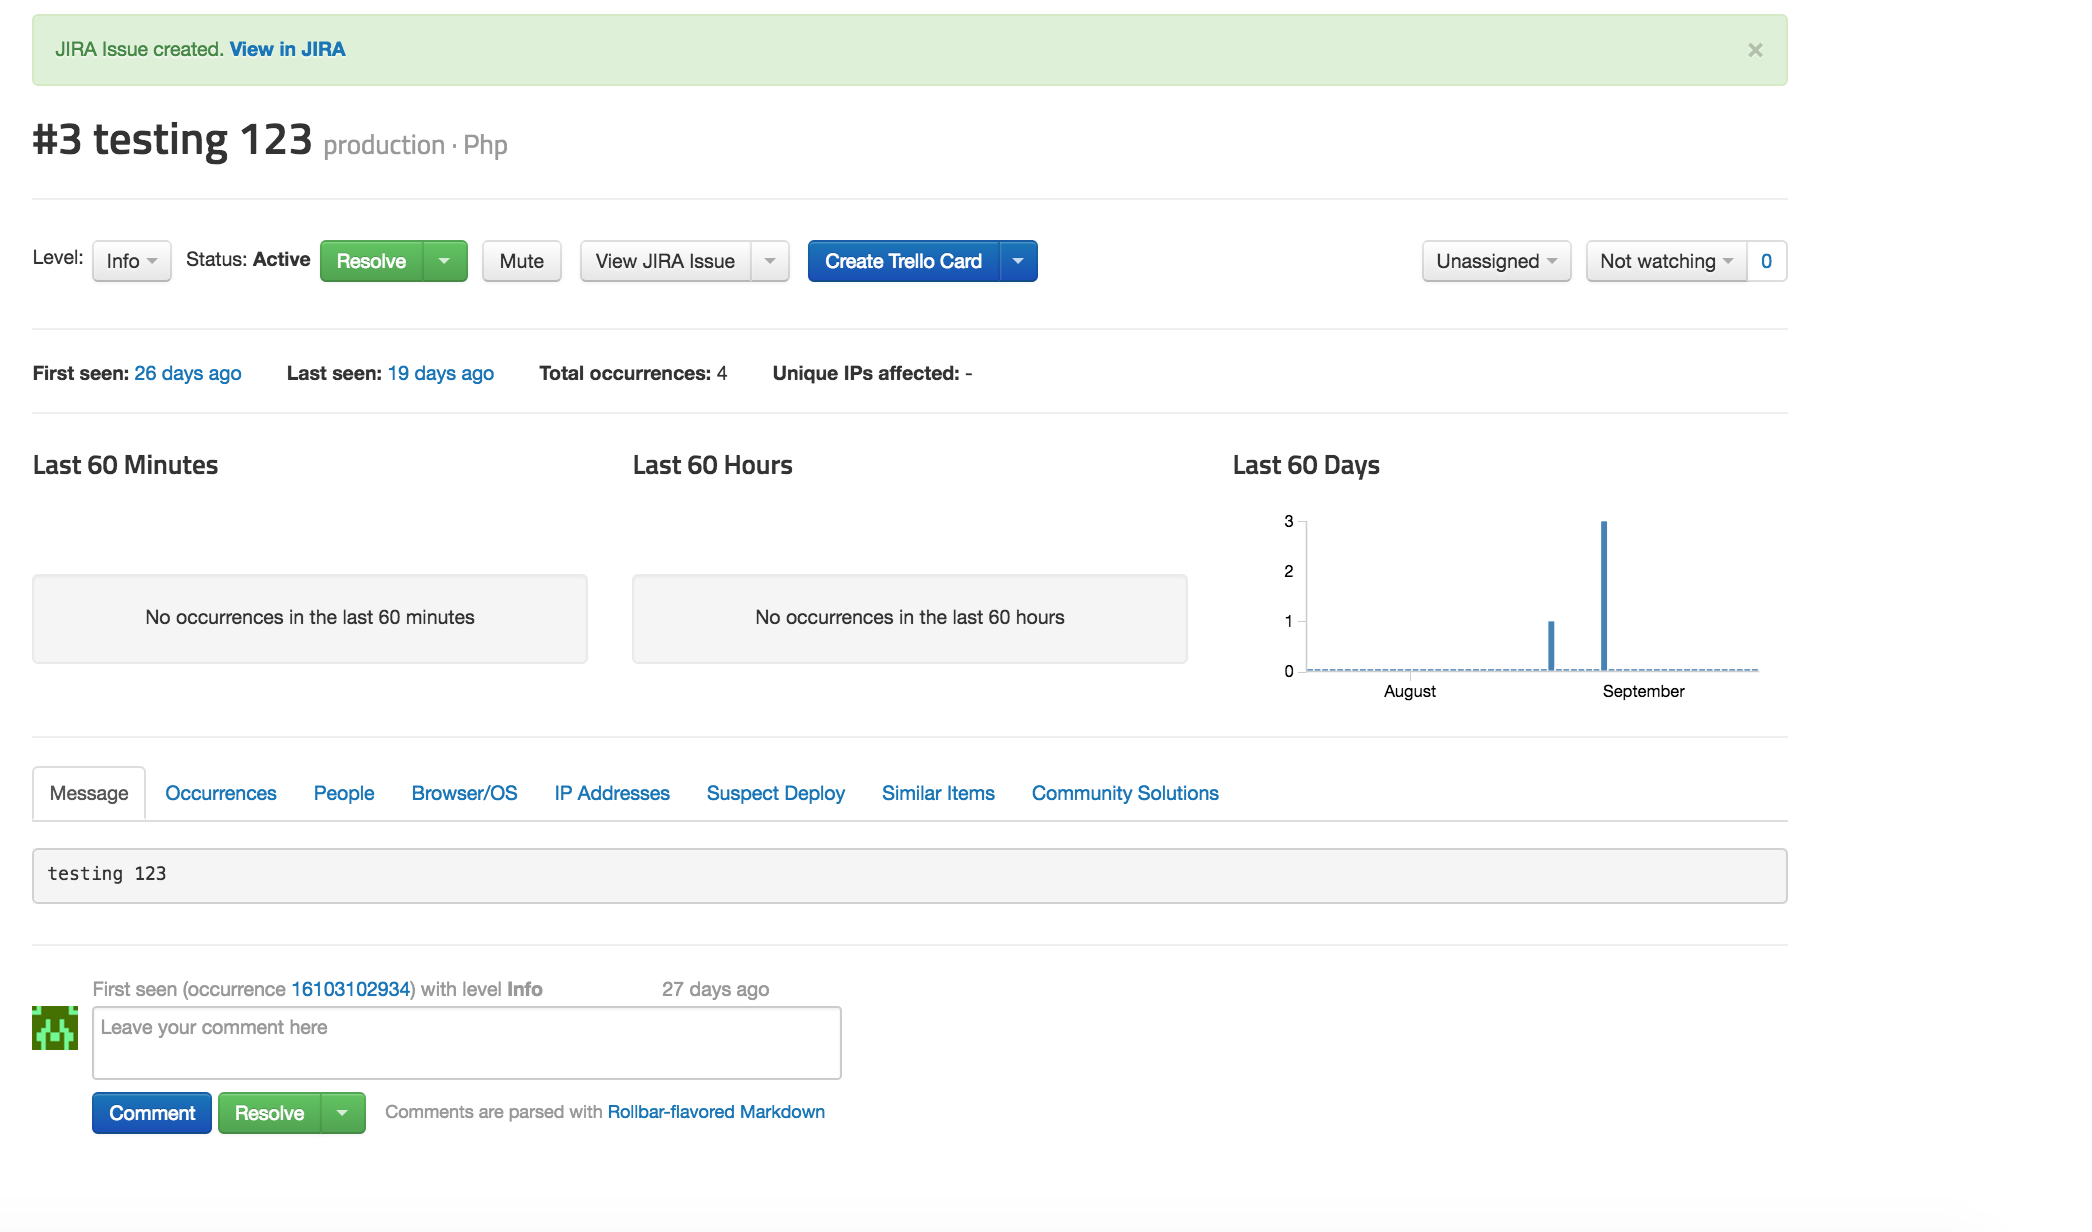 JIRA Issue created. View in JIRA ×
#3 testing 123 production · Php
Level: Info Status: Active Resolve Mute View JIRA Issue Create Trello Card Unassigned Not watching 0
First seen: 26 days ago Last seen: 19 days ago Total occurrences: 4 Unique IPs affected: -
Last 60 Minutes Last 60 Hours Last 60 Days
3
2
No occurrences in the last 60 minutes No occurrences in the last 60 hours 1
0
August September
Message Occurrences People Browser/OS IP Addresses Suspect Deploy Similar Items Community Solutions
testing 123
First seen (occurrence 16103102934) with level Info 27 days ago
Leave your comment here
Comment Resolve Comments are parsed with Rollbar-flavored Markdown